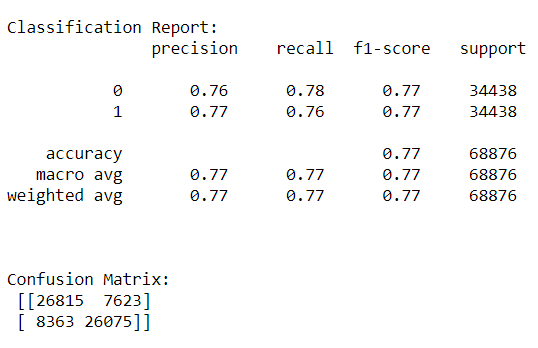 Classification Report:
precision recall f1-score support
0 0.76 0.78 0.77 34438
1 0.77 0.76 0.77 34438
accuracy 0.77 68876
macro avg 0.77 0.77 0.77 68876
weighted avg 0.77 0.77 0.77 68876
Confusion Matrix:
[[26815 7623]
[ 8363 26075]]